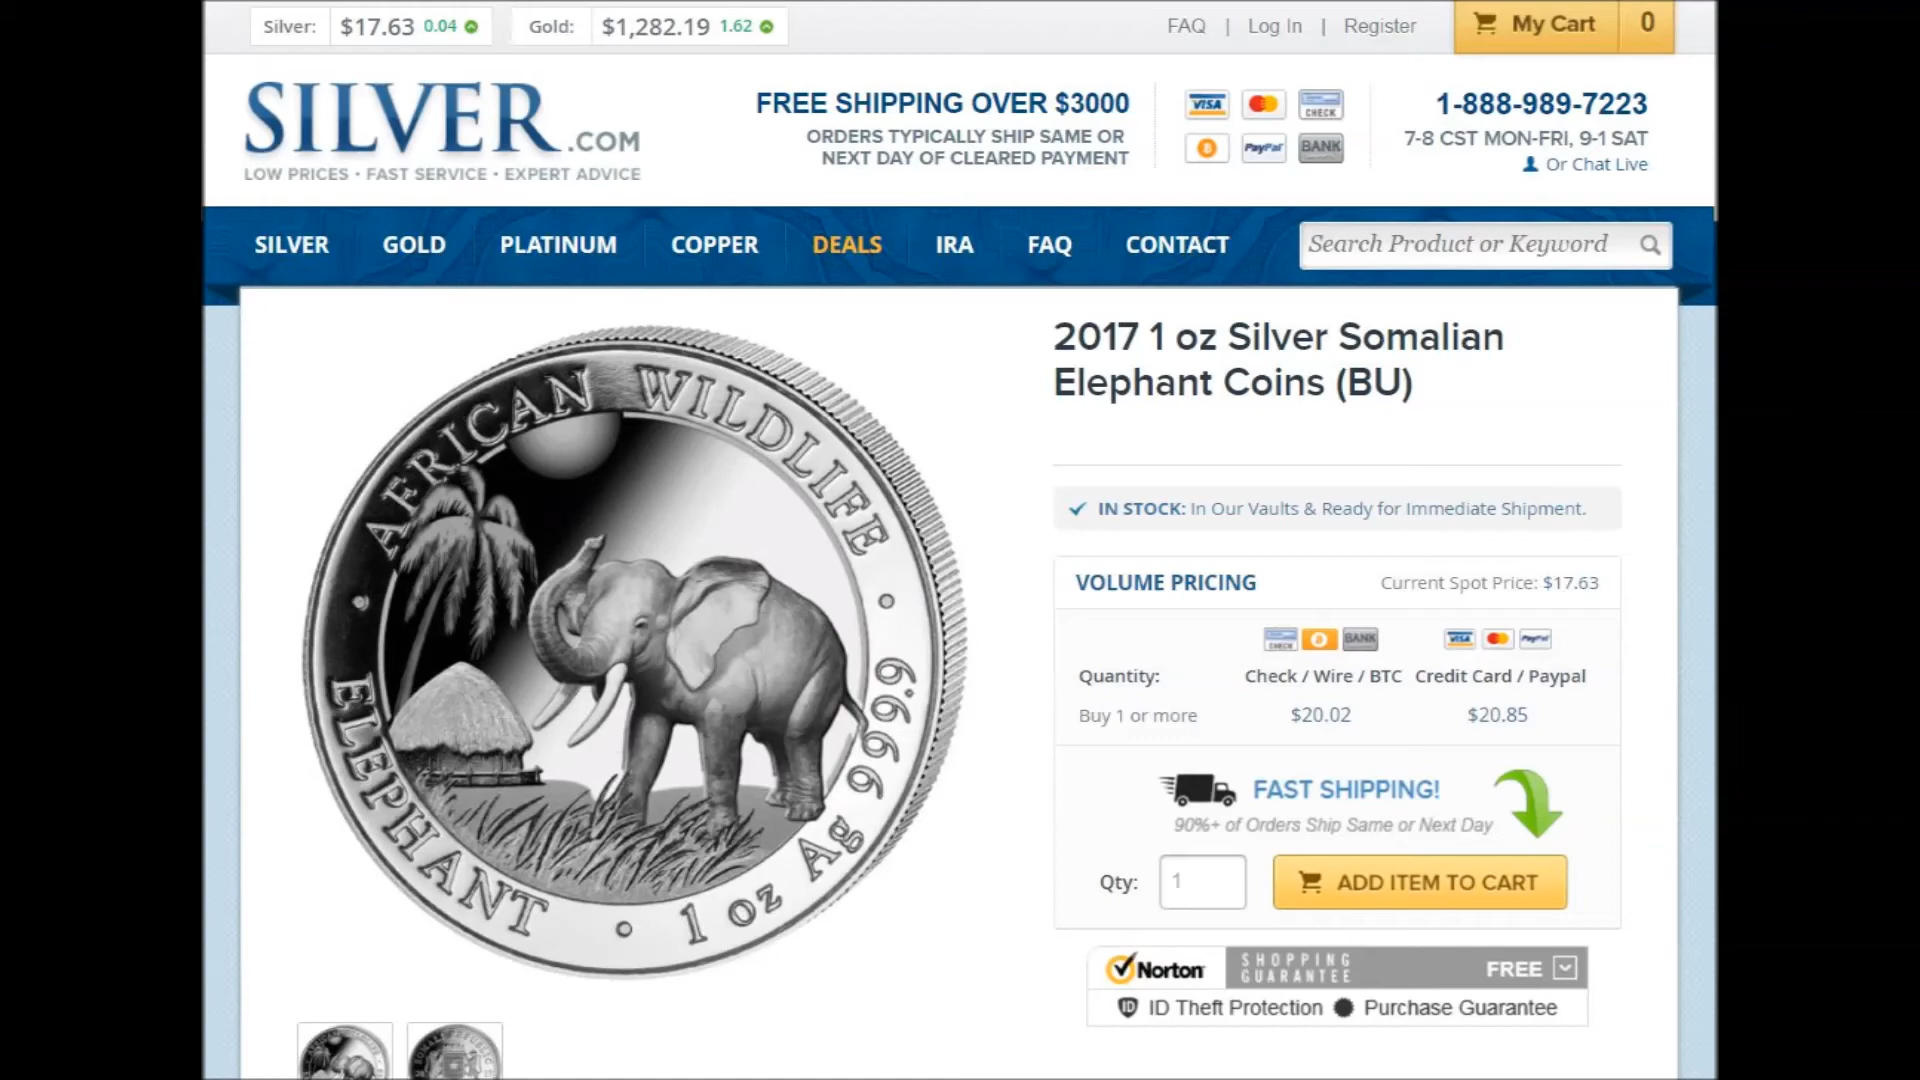 Silver: $17.63 0.04 Gold: $1,282.19 1.62
FAQ | Log In | Register
My Cart 0
SILVER.COM
LOW PRICES • FAST SERVICE • EXPERT ADVICE
FREE SHIPPING OVER $3000
ORDERS TYPICALLY SHIP SAME OR
NEXT DAY OF CLEARED PAYMENT
VISA CHECK
PayPal BANK
1-888-989-7223
7-8 CST MON-FRI, 9-1 SAT
Or Chat Live
SILVER GOLD PLATINUM COPPER DEALS IRA FAQ CONTACT
Search Product or Keyword
AFRICAN WILDLIFE
ELEPHANT • 1 oz Ag 999.9
2017 1 oz Silver Somalian
Elephant Coins (BU)
IN STOCK: In Our Vaults & Ready for Immediate Shipment.
VOLUME PRICING Current Spot Price: $17.63
CHECK BANK VISA PayPal
Quantity: Check / Wire / BTC Credit Card / Paypal
Buy 1 or more $20.02 $20.85
FAST SHIPPING!
90%+ of Orders Ship Same or Next Day
Qty: 1 ADD ITEM TO CART
Norton SHOPPING GUARANTEE FREE
ID ID Theft Protection Purchase Guarantee